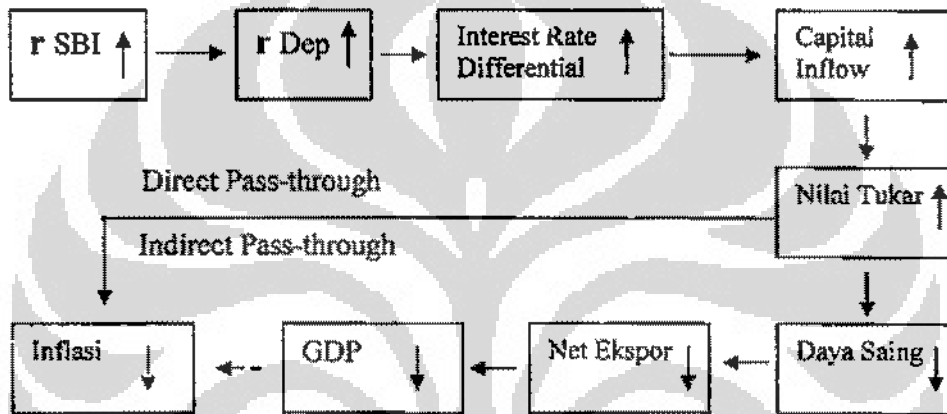 r SBI
r Dep
Interest Rate
Differential
Capital
Inflow
Direct Pass-through
Nilai Tukar
Indirect Pass-through
Inflasi
GDP
Net Ekspor
Daya Saing